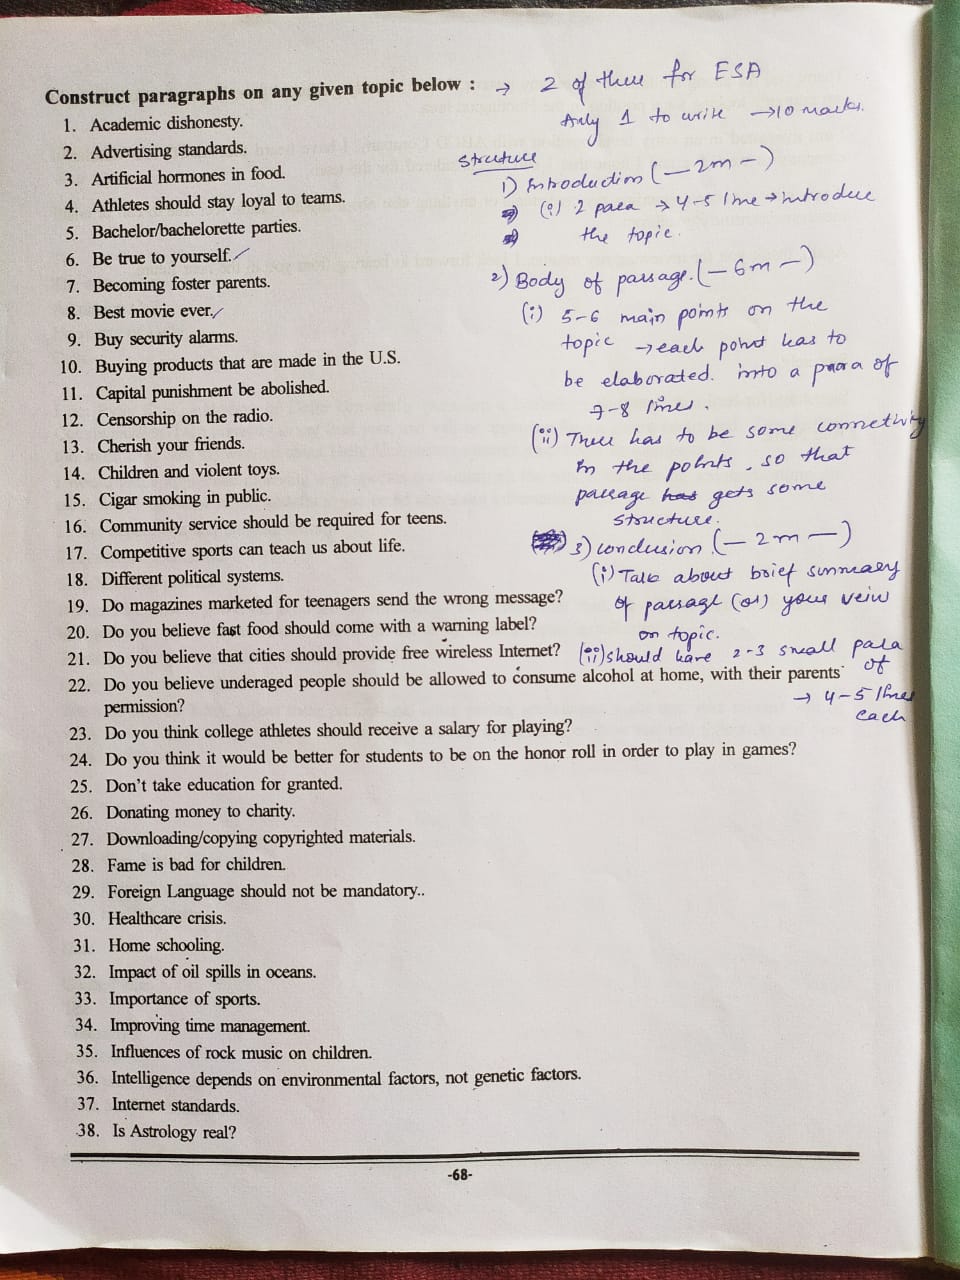 Construct paragraphs on any given topic below : → 2 of these for ESA
Only 1 to write → 10 marks.
1. Academic dishonesty.
2. Advertising standards.
3. Artificial hormones in food.
4. Athletes should stay loyal to teams.
5. Bachelor/bachelorette parties.
6. Be true to yourself.
7. Becoming foster parents.
8. Best movie ever.
9. Buy security alarms.
10. Buying products that are made in the U.S.
11. Capital punishment be abolished.
12. Censorship on the radio.
13. Cherish your friends.
14. Children and violent toys.
15. Cigar smoking in public.
16. Community service should be required for teens.
17. Competitive sports can teach us about life.
18. Different political systems.
19. Do magazines marketed for teenagers send the wrong message?
20. Do you believe fast food should come with a warning label?
21. Do you believe that cities should provide free wireless Internet?
22. Do you believe underaged people should be allowed to consume alcohol at home, with their parents'
permission?
23. Do you think college athletes should receive a salary for playing?
24. Do you think it would be better for students to be on the honor roll in order to play in games?
25. Don't take education for granted.
26. Donating money to charity.
27. Downloading/copying copyrighted materials.
28. Fame is bad for children.
29. Foreign Language should not be mandatory..
30. Healthcare crisis.
31. Home schooling.
32. Impact of oil spills in oceans.
33. Importance of sports.
34. Improving time management.
35. Influences of rock music on children.
36. Intelligence depends on environmental factors, not genetic factors.
37. Internet standards.
38. Is Astrology real?
Structure
1) Introduction (— 2m —)
(i) 2 para → 4-5 line → introduce
the topic.
2) Body of passage. (— 6m —)
(i) 5-6 main points on the
topic → each point has to
be elaborated. into a para of
7-8 lines.
(ii) There has to be some connectivity
in the points, so that
passage has gets some
structure.
3) conclusion. (— 2m —)
(i) Talk about brief summary
of passage (or) your veiw
on topic.
(ii) should have 2-3 small para
of
→ 4-5 lines
each
-68-